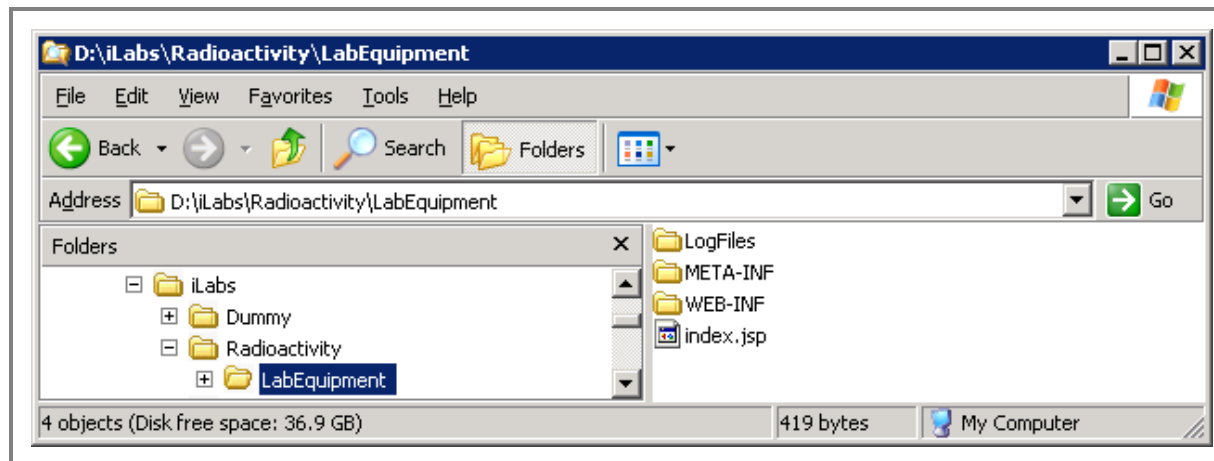 D:\iLabs\Radioactivity\LabEquipment
File Edit View Favorites Tools Help
Back Search Folders
Address D:\iLabs\Radioactivity\LabEquipment Go
Folders
iLabs
Dummy
Radioactivity
LabEquipment
LogFiles
META-INF
WEB-INF
index.jsp
4 objects (Disk free space: 36.9 GB) 419 bytes My Computer